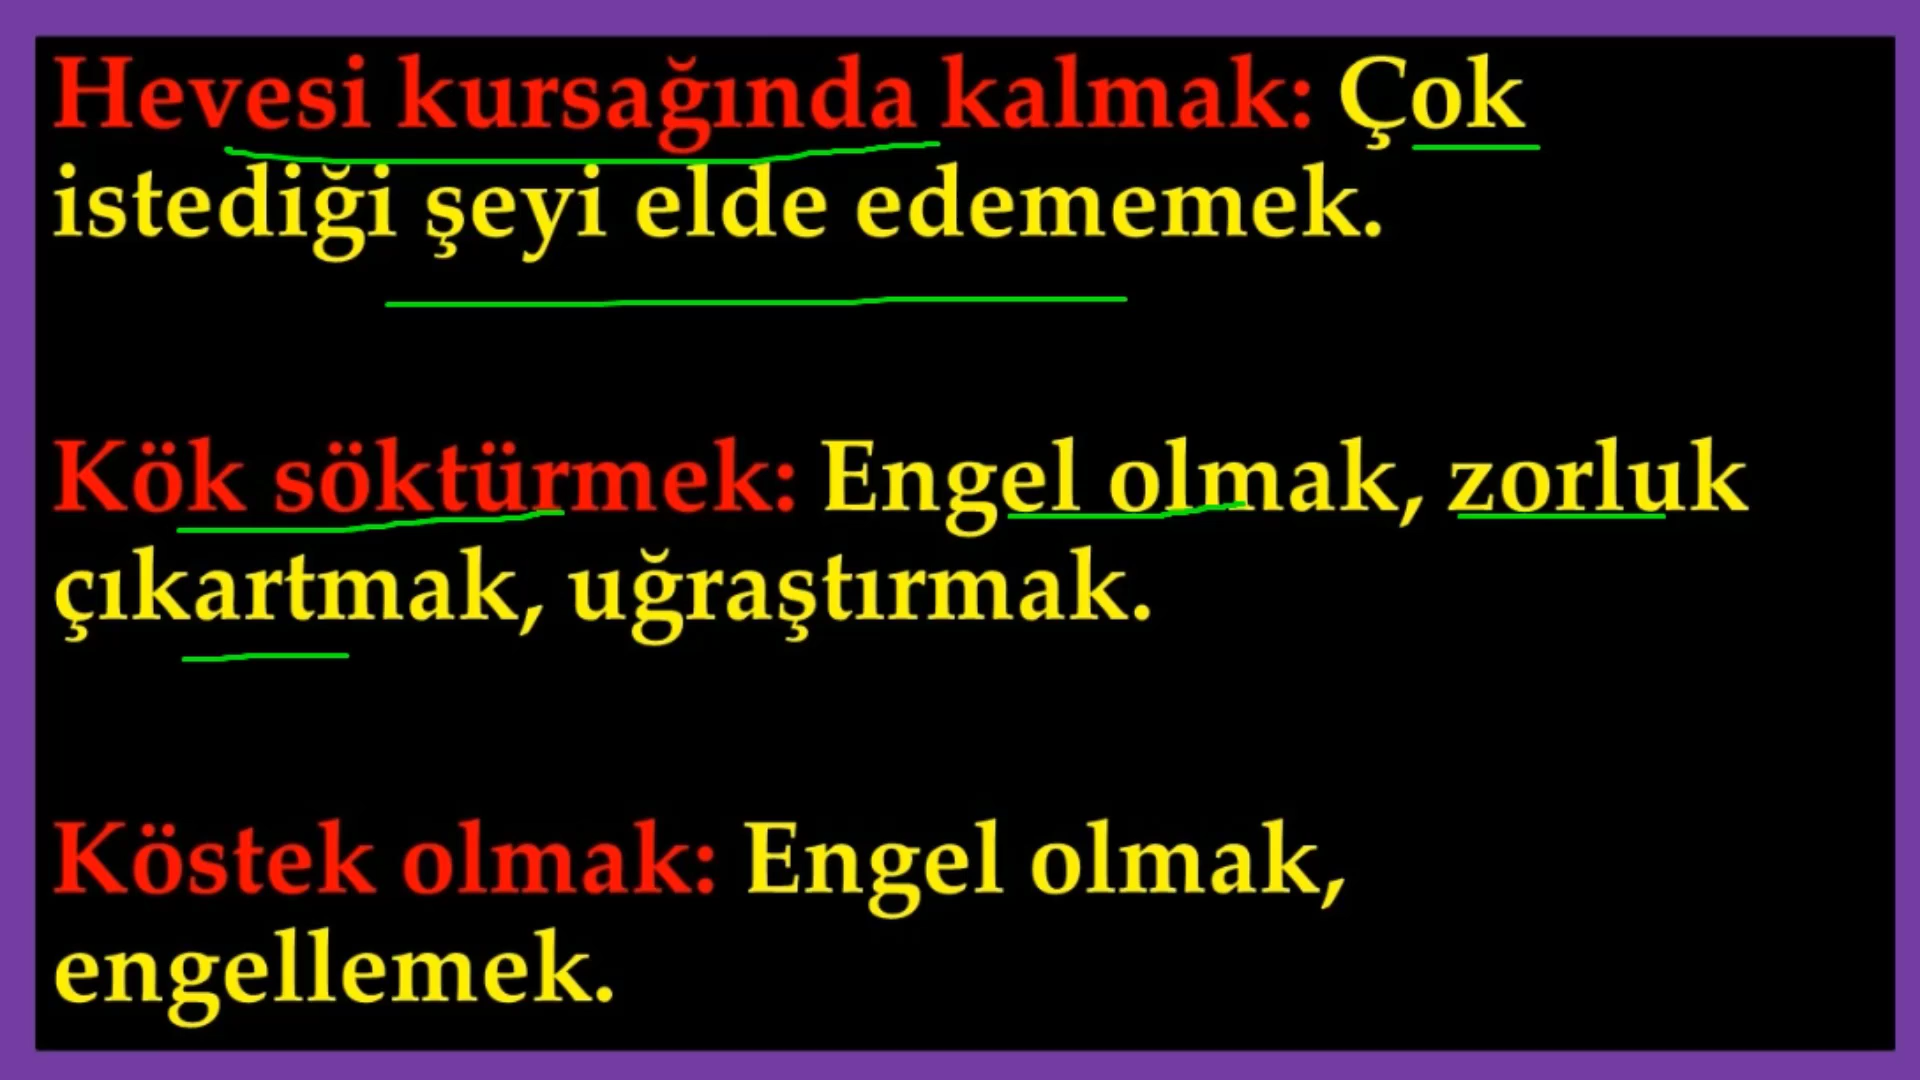 Hevesi kursağında kalmak: Çok
istediği şeyi elde edememek.
Kök söktürmek: Engel olmak, zorluk
çıkartmak, uğraştırmak.
Köstek olmak: Engel olmak,
engellemek.